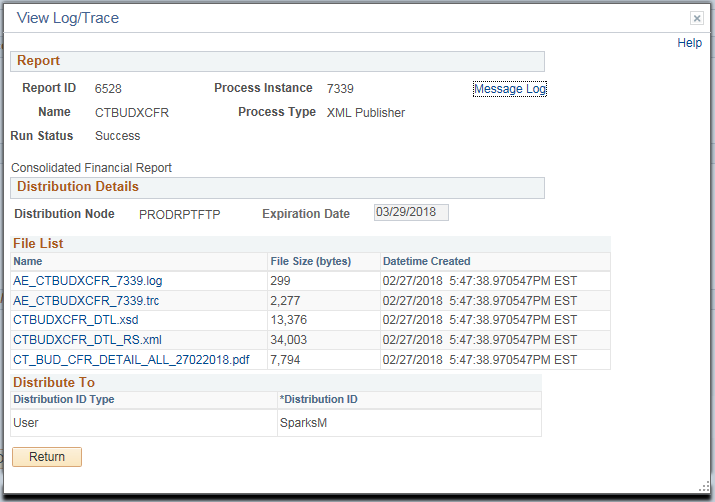 View Log/Trace
Help
Report
Report ID 6528 Process Instance 7339 Message Log
Name CTBUDXCFR Process Type XML Publisher
Run Status Success
Consolidated Financial Report
Distribution Details
Distribution Node PRODRPTFTP Expiration Date 03/29/2018
File List
Name File Size (bytes) Datetime Created
AE_CTBUDXCFR_7339.log 299 02/27/2018 5:47:38.970547PM EST
AE_CTBUDXCFR_7339.trc 2,277 02/27/2018 5:47:38.970547PM EST
CTBUDXCFR_DTL.xsd 13,376 02/27/2018 5:47:38.970547PM EST
CTBUDXCFR_DTL_RS.xml 34,003 02/27/2018 5:47:38.970547PM EST
CT_BUD_CFR_DETAIL_ALL_27022018.pdf 7,794 02/27/2018 5:47:38.970547PM EST
Distribute To
Distribution ID Type *Distribution ID
User SparksM
Return